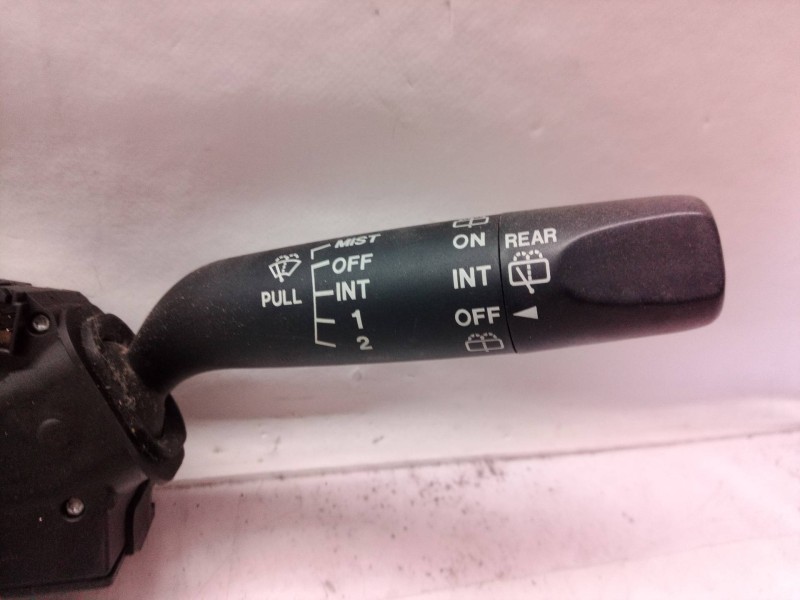 PULL
MIST
OFF
INT
1
2
ON
INT
OFF
REAR